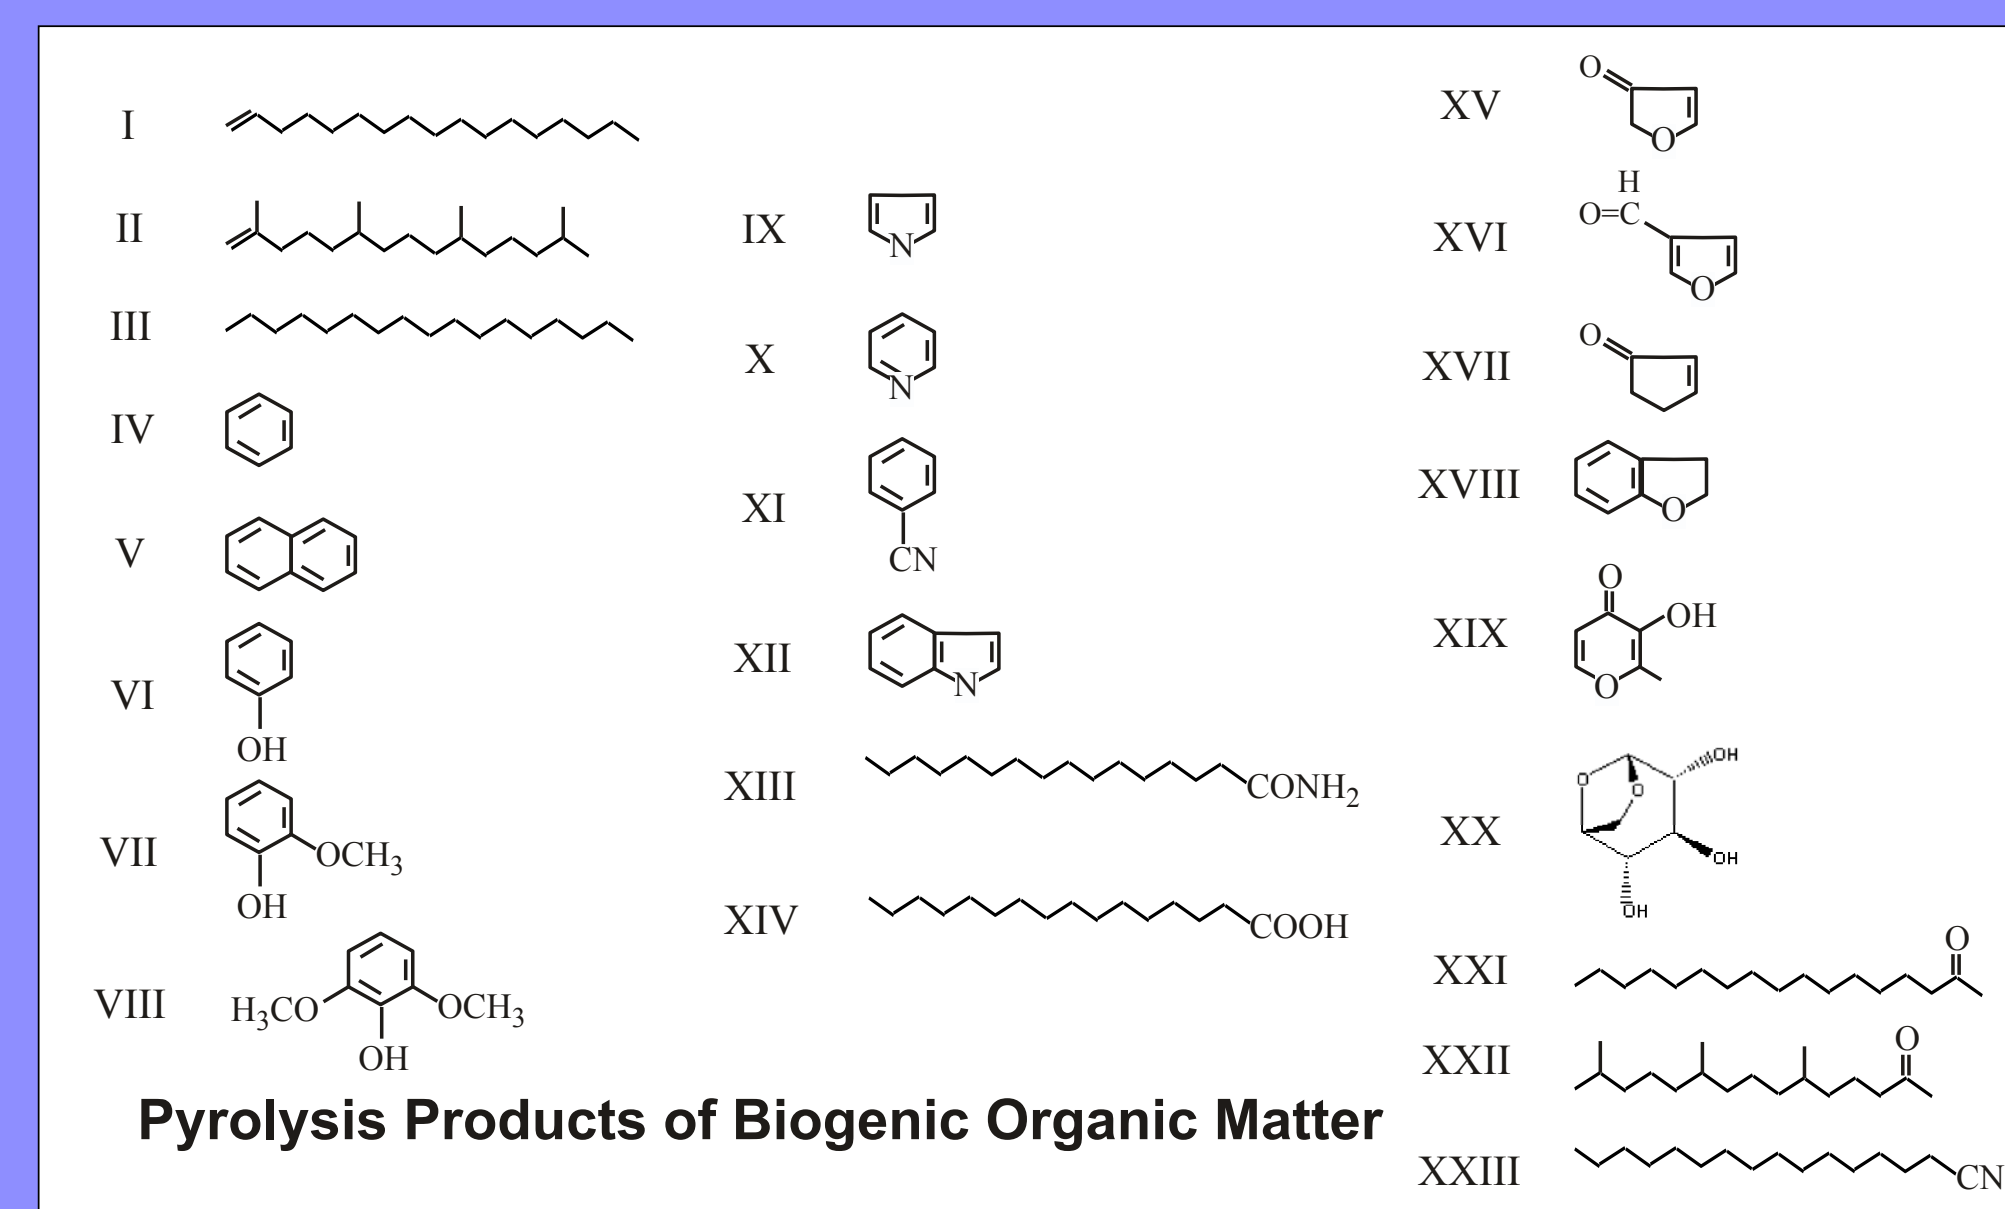 I
II
III
IV
V
VI
OH
VII
OCH3
OH
VIII
H3CO
OCH3
OH
IX
N
X
N
XI
CN
XII
N
XIII
CONH2
XIV
COOH
XV
O
O
XVI
H
O=C
O
XVII
O
XVIII
O
XIX
O
OH
O
XX
O
O
OH
OH
OH
XXI
O
XXII
O
XXIII
CN
Pyrolysis Products of Biogenic Organic Matter